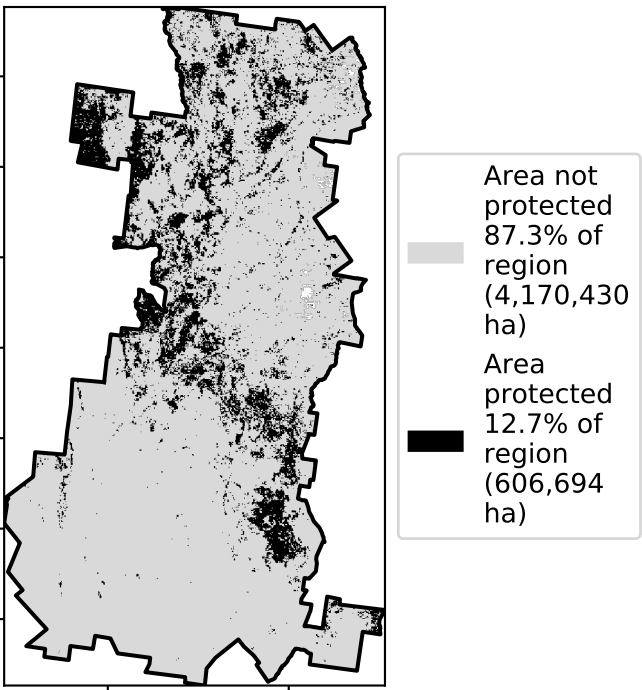 Area not
protected
87.3% of
region
(4,170,430
ha)
Area
protected
12.7% of
region
(606,694
ha)